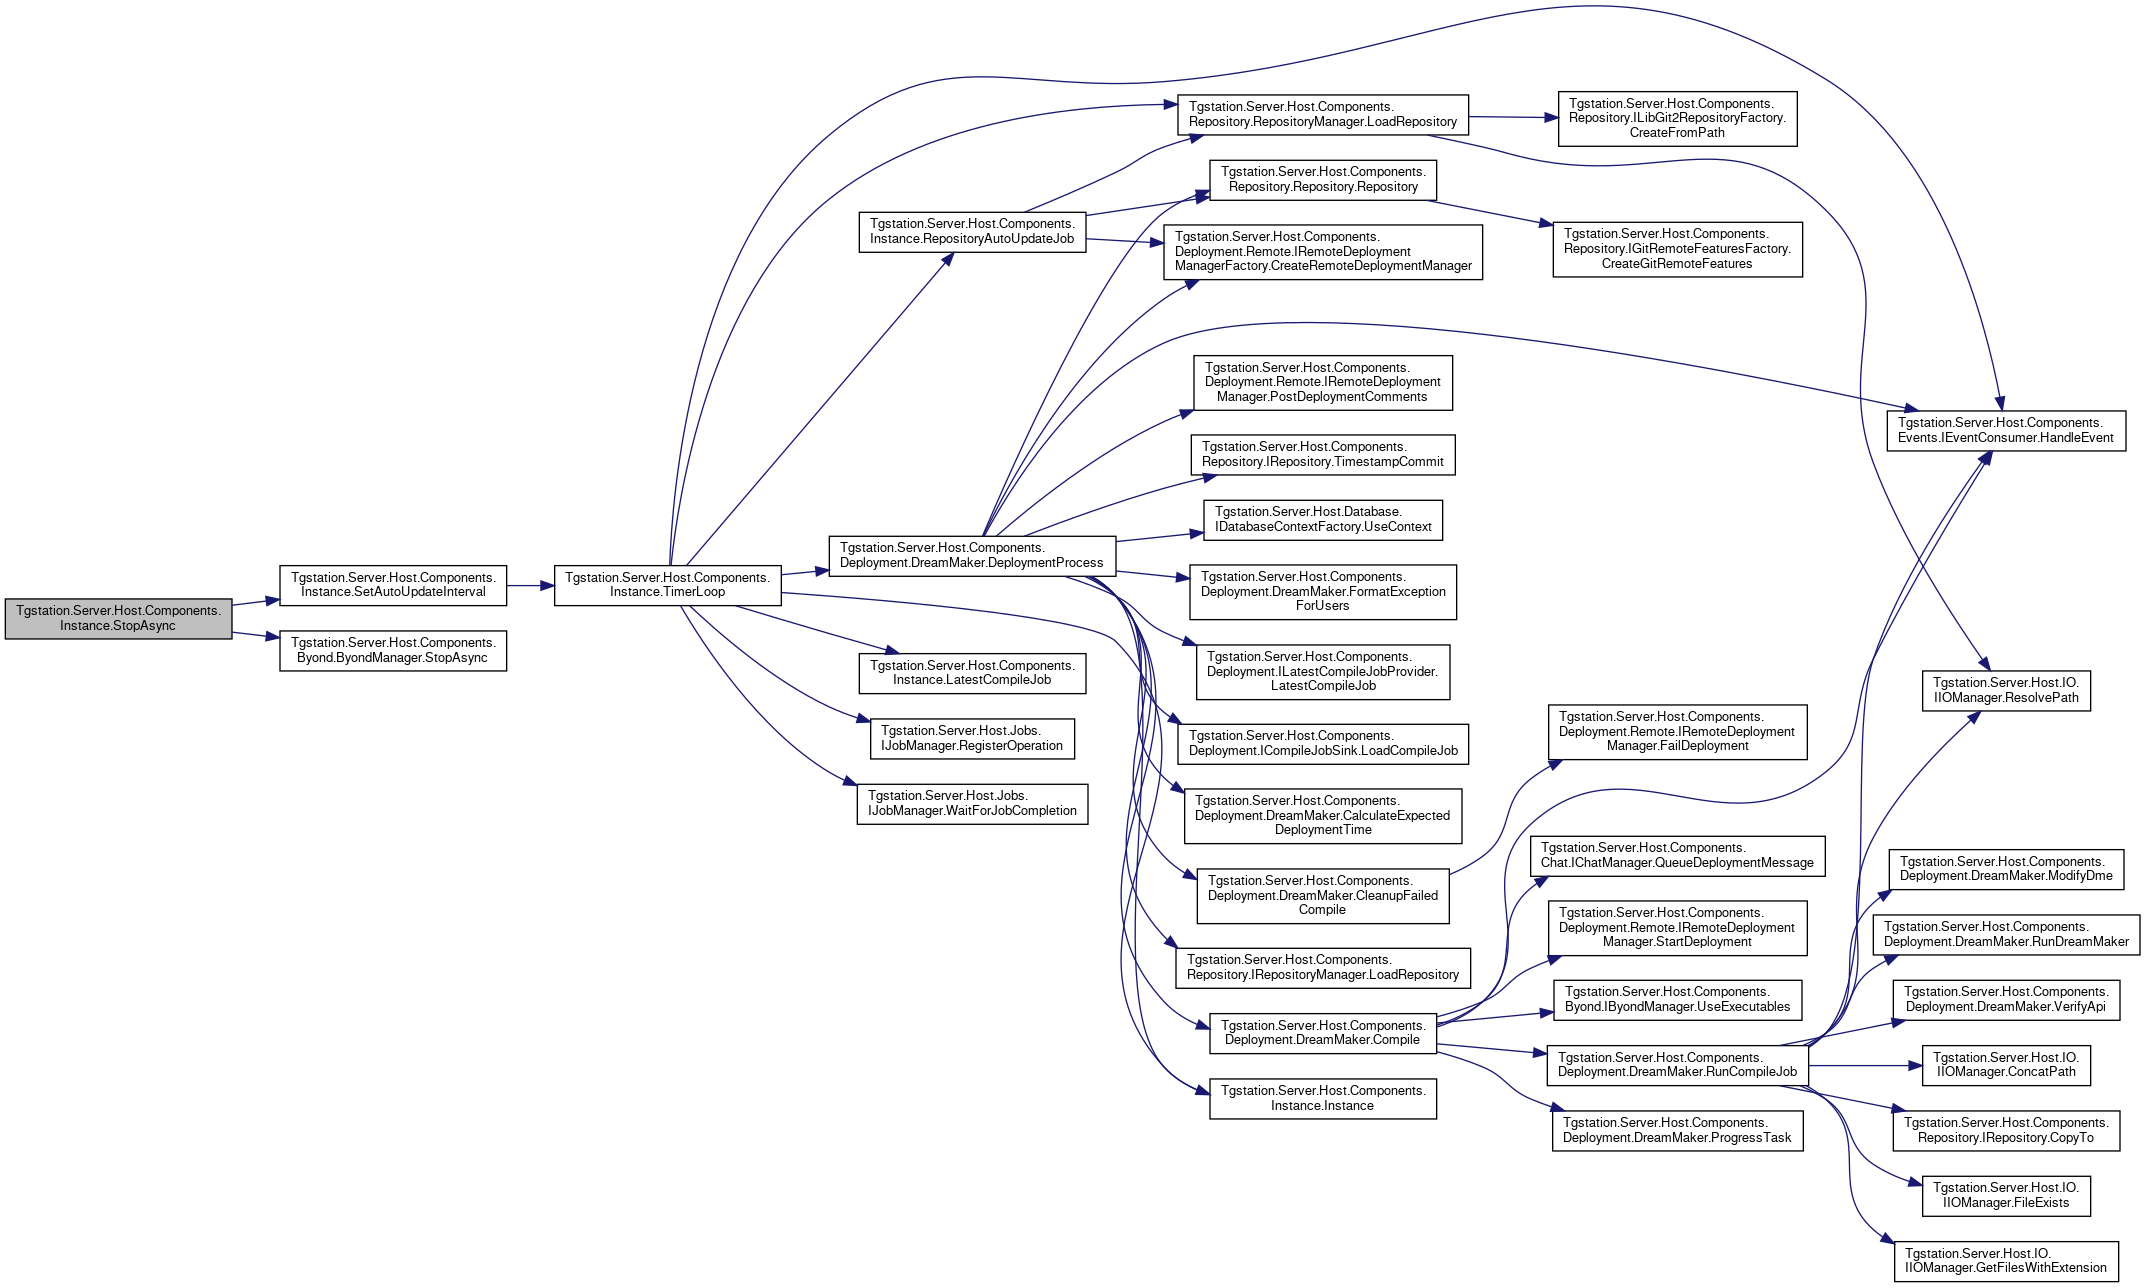 Tgstation.Server.Host.Components.
Instance.StopAsync
Tgstation.Server.Host.Components.
Instance.SetAutoUpdateInterval
Tgstation.Server.Host.Components.
Byond.ByondManager.StopAsync
Tgstation.Server.Host.Components.
Instance.TimerLoop
Tgstation.Server.Host.Components.
Instance.RepositoryAutoUpdateJob
Tgstation.Server.Host.Components.
Deployment.DreamMaker.DeploymentProcess
Tgstation.Server.Host.Components.
Instance.LatestCompileJob
Tgstation.Server.Host.Jobs.
IJobManager.RegisterOperation
Tgstation.Server.Host.Jobs.
IJobManager.WaitForJobCompletion
Tgstation.Server.Host.Components.
Repository.RepositoryManager.LoadRepository
Tgstation.Server.Host.Components.
Repository.Repository.Repository
Tgstation.Server.Host.Components.
Deployment.Remote.IRemoteDeployment
ManagerFactory.CreateRemoteDeploymentManager
Tgstation.Server.Host.Components.
Deployment.Remote.IRemoteDeployment
Manager.PostDeploymentComments
Tgstation.Server.Host.Components.
Repository.IRepository.TimestampCommit
Tgstation.Server.Host.Database.
IDatabaseContextFactory.UseContext
Tgstation.Server.Host.Components.
Deployment.DreamMaker.FormatException
ForUsers
Tgstation.Server.Host.Components.
Deployment.ILatestCompileJobProvider.
LatestCompileJob
Tgstation.Server.Host.Components.
Deployment.ICompileJobSink.LoadCompileJob
Tgstation.Server.Host.Components.
Deployment.DreamMaker.CalculateExpected
DeploymentTime
Tgstation.Server.Host.Components.
Deployment.DreamMaker.CleanupFailed
Compile
Tgstation.Server.Host.Components.
Repository.IRepositoryManager.LoadRepository
Tgstation.Server.Host.Components.
Deployment.DreamMaker.Compile
Tgstation.Server.Host.Components.
Instance.Instance
Tgstation.Server.Host.Components.
Repository.ILibGit2RepositoryFactory.
CreateFromPath
Tgstation.Server.Host.Components.
Repository.IGitRemoteFeaturesFactory.
CreateGitRemoteFeatures
Tgstation.Server.Host.Components.
Deployment.Remote.IRemoteDeployment
Manager.FailDeployment
Tgstation.Server.Host.Components.
Chat.IChatManager.QueueDeploymentMessage
Tgstation.Server.Host.Components.
Deployment.Remote.IRemoteDeployment
Manager.StartDeployment
Tgstation.Server.Host.Components.
Byond.IByondManager.UseExecutables
Tgstation.Server.Host.Components.
Deployment.DreamMaker.RunCompileJob
Tgstation.Server.Host.Components.
Deployment.DreamMaker.ProgressTask
Tgstation.Server.Host.Components.
Events.IEventConsumer.HandleEvent
Tgstation.Server.Host.IO.
IIOManager.ResolvePath
Tgstation.Server.Host.Components.
Deployment.DreamMaker.ModifyDme
Tgstation.Server.Host.Components.
Deployment.DreamMaker.RunDreamMaker
Tgstation.Server.Host.Components.
Deployment.DreamMaker.VerifyApi
Tgstation.Server.Host.IO.
IIOManager.ConcatPath
Tgstation.Server.Host.Components.
Repository.IRepository.CopyTo
Tgstation.Server.Host.IO.
IIOManager.FileExists
Tgstation.Server.Host.IO.
IIOManager.GetFilesWithExtension